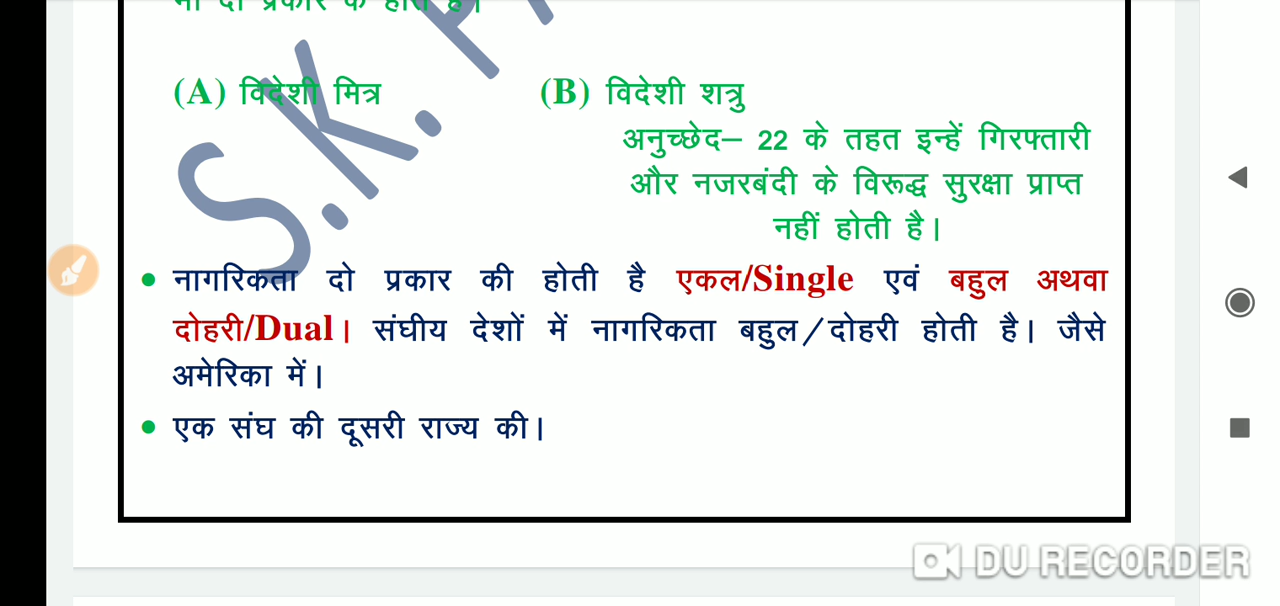 भी दो प्रकार के होते हैं।
(A) विदेशी मित्र (B) विदेशी शत्रु
अनुच्छेद– 22 के तहत इन्हें गिरफ्तारी
और नजरबंदी के विरूद्ध सुरक्षा प्राप्त
नहीं होती है।
• नागरिकता दो प्रकार की होती है एकल/Single एवं बहुल अथवा
दोहरी/Dual। संघीय देशों में नागरिकता बहुल/दोहरी होती है। जैसे
अमेरिका में।
• एक संघ की दूसरी राज्य की।
S.K.
DU RECORDER